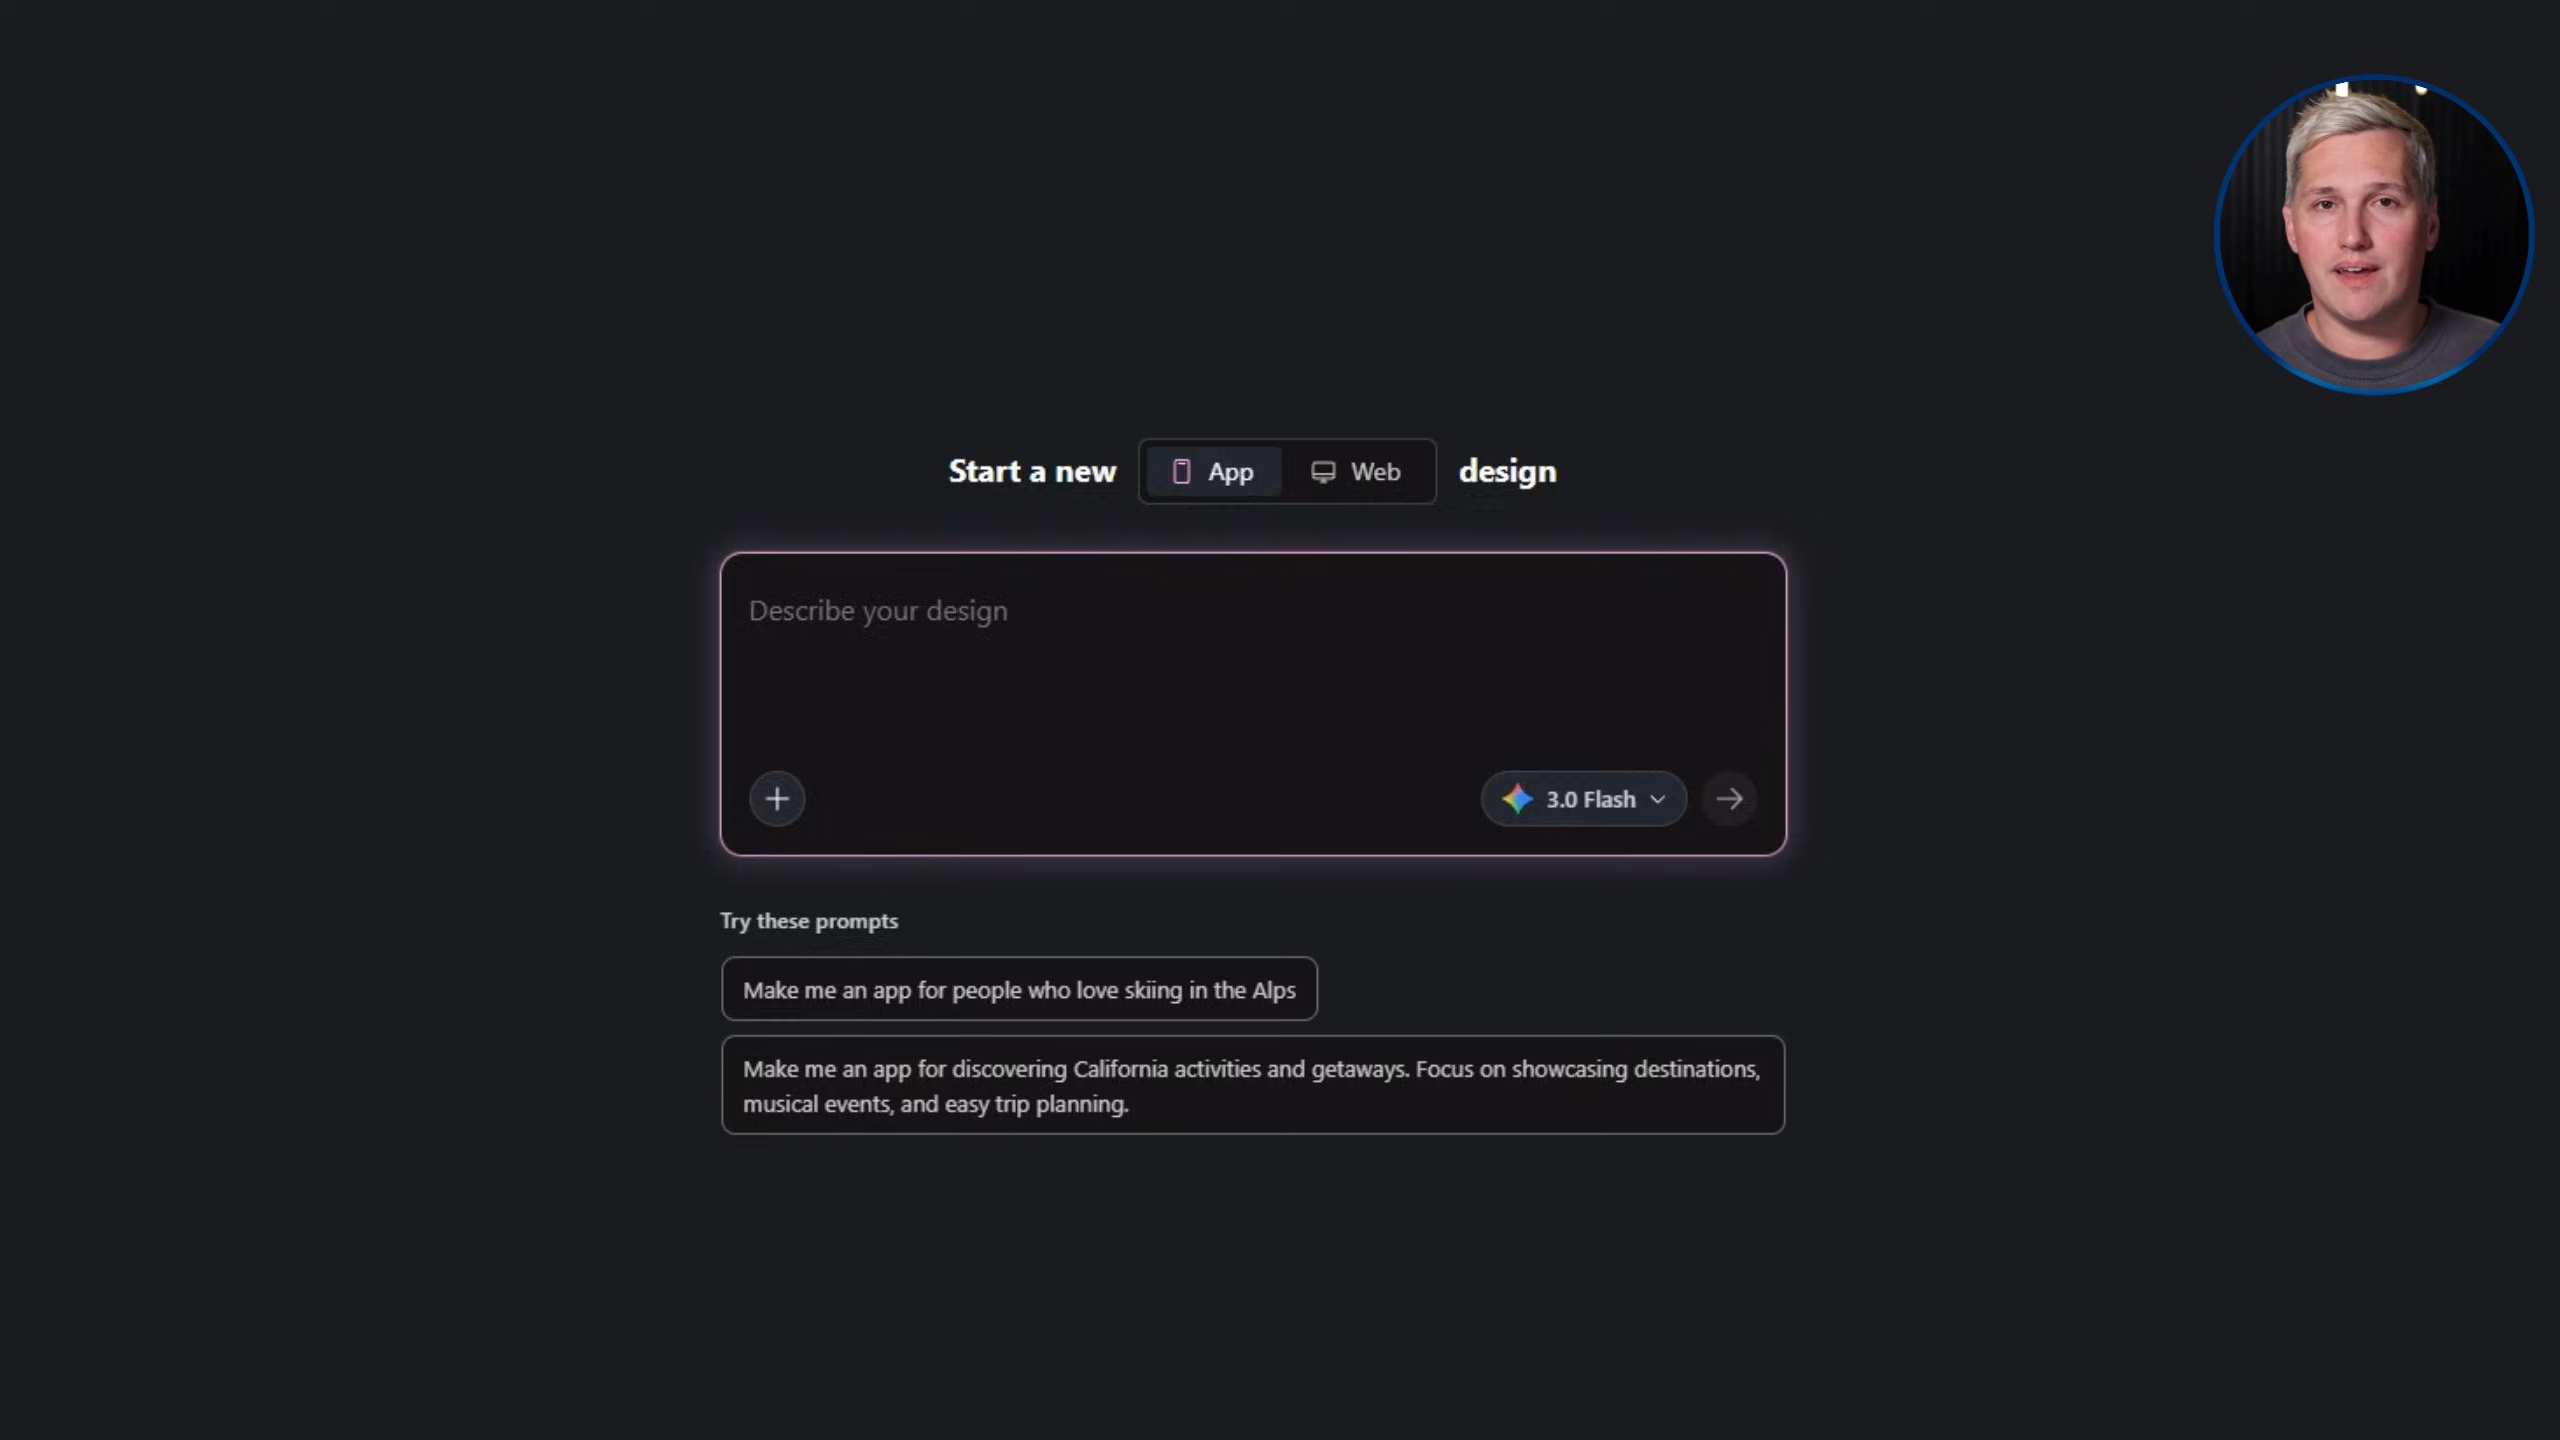 Start a new App Web design
Describe your design
3.0 Flash
Try these prompts
Make me an app for people who love skiing in the Alps
Make me an app for discovering California activities and getaways. Focus on showcasing destinations,
musical events, and easy trip planning.